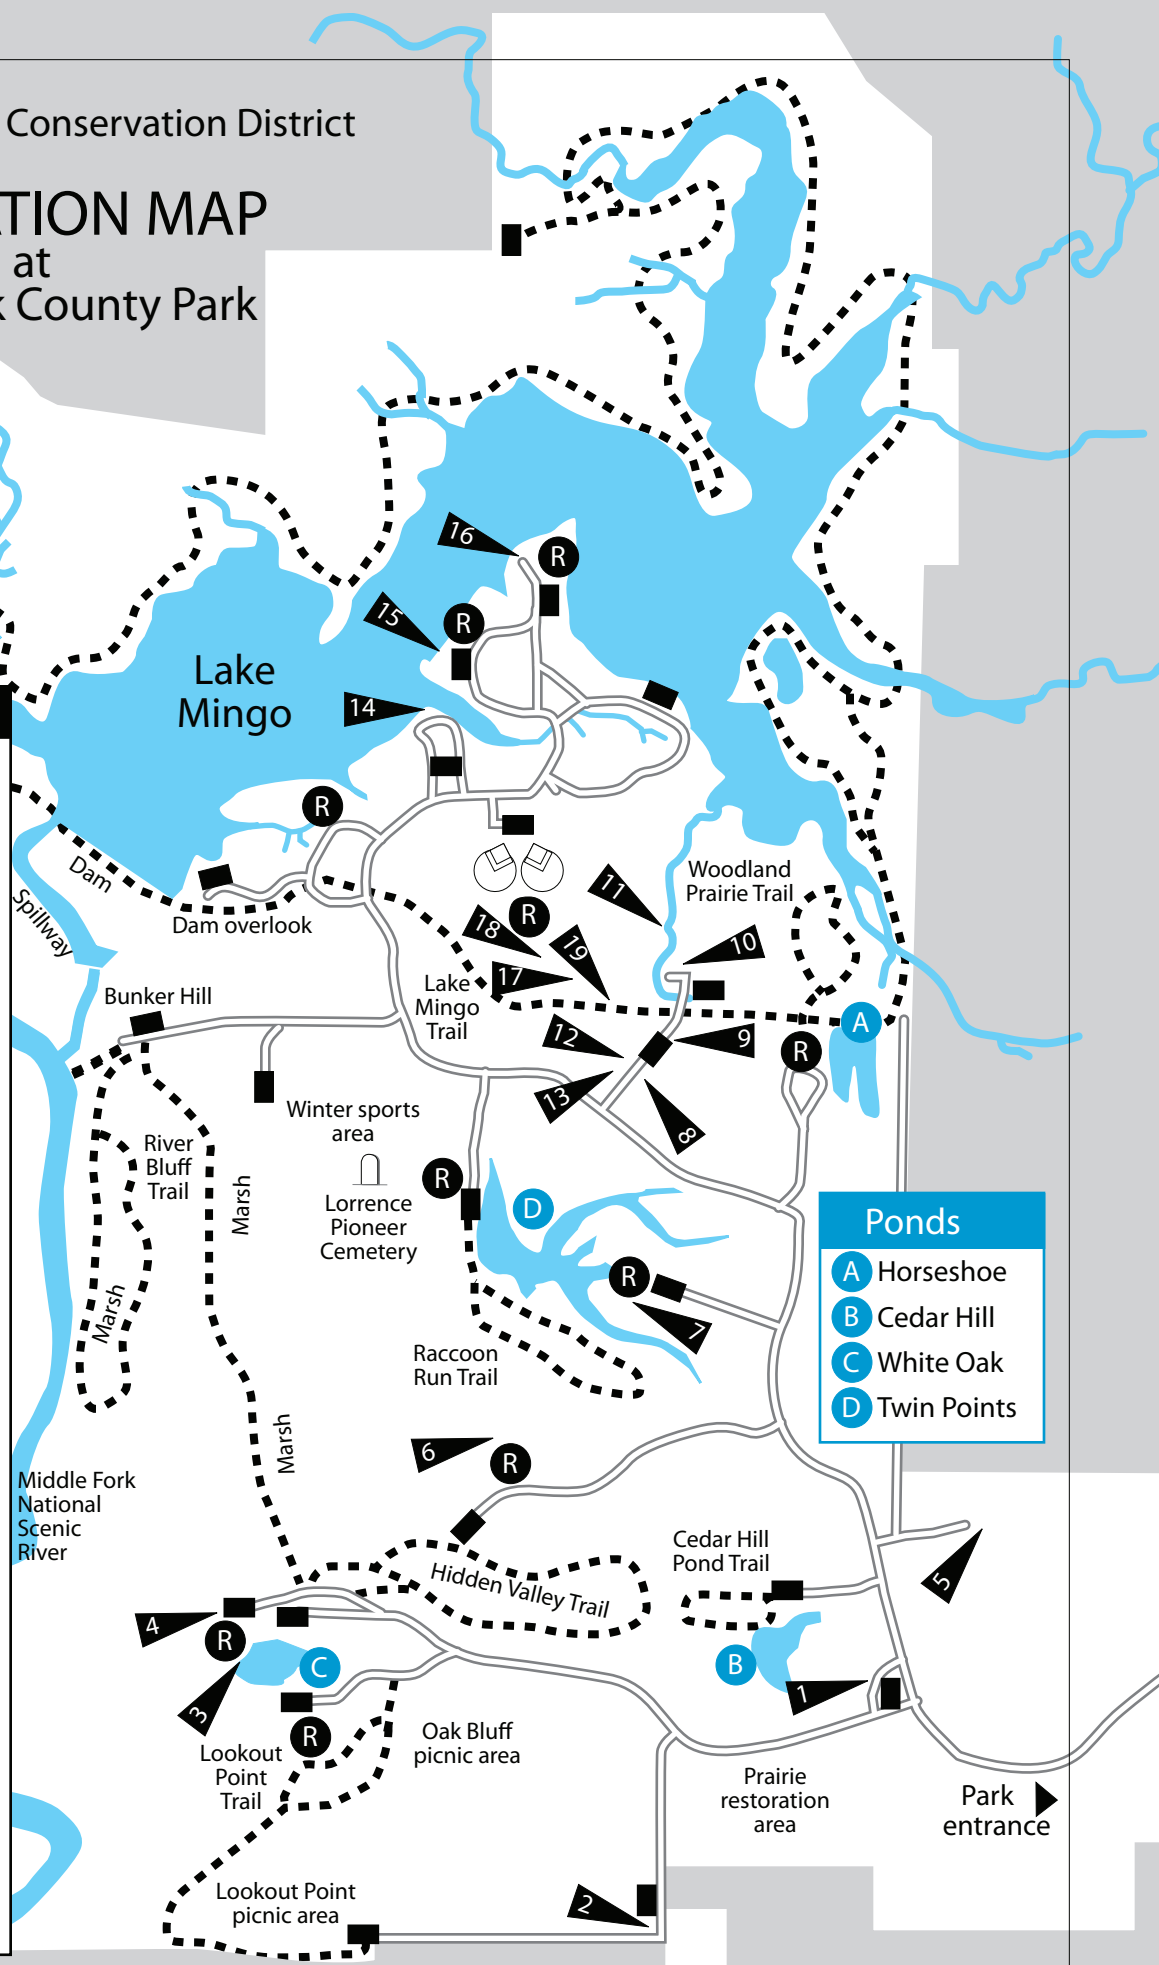 Conservation District
TION MAP
at
k County Park
16
R
15
R
Lake
Mingo
14
R
Dam
Spillway
Dam overlook
Woodland
Prairie Trail
11
18
R
19
10
17
Lake
Mingo
Trail
Bunker Hill
12
9
A
R
13
8
Winter sports
area
River
Bluff
Trail
Marsh
R
Lorrence
Pioneer
Cemetery
D
R
7
Marsh
Ponds
A Horseshoe
B Cedar Hill
C White Oak
D Twin Points
Raccoon
Run Trail
Marsh
6
R
Middle Fork
National
Scenic
River
Cedar Hill
Pond Trail
Hidden Valley Trail
5
4
R
C
B
1
3
R
Lookout
Point
Trail
Oak Bluff
picnic area
Prairie
restoration
area
Park
entrance
Lookout Point
picnic area
2